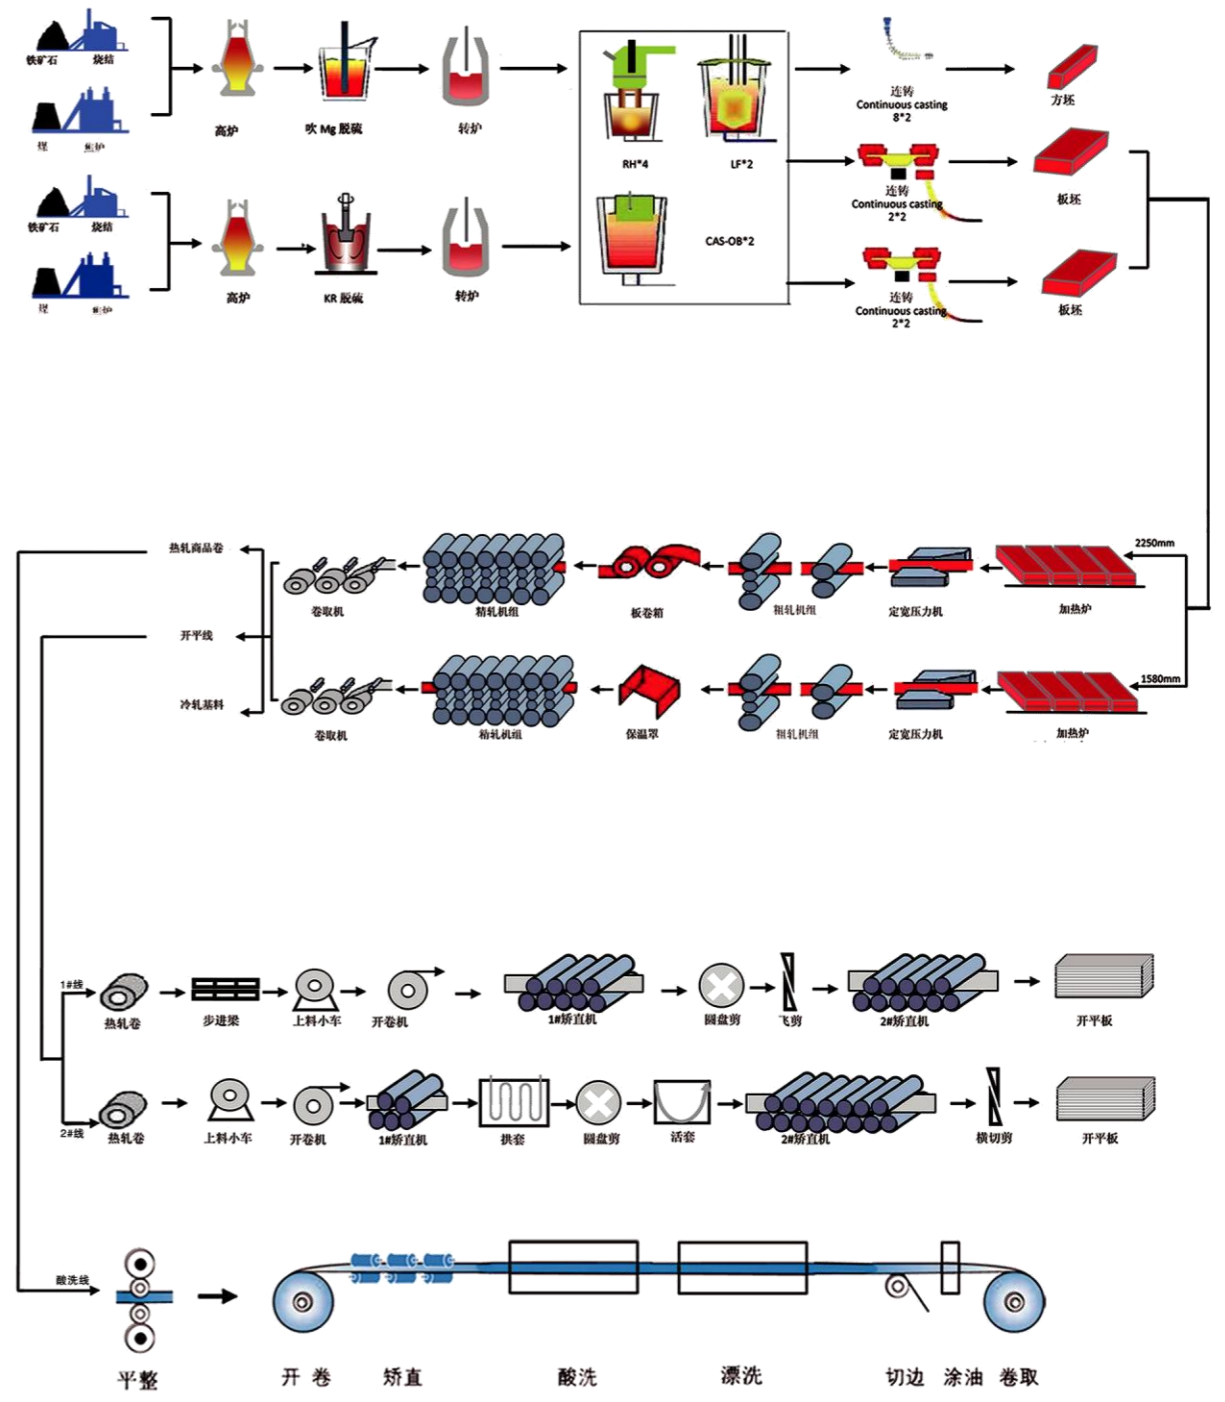 铁矿石
烧结
煤
焦炉
高炉
吹 Mg 脱硫
转炉
RH*4
LF*2
CAS-OB*2
连铸
Continuous casting
8*2
方坯
连铸
Continuous casting
2*2
板坯
铁矿石
烧结
煤
焦炉
高炉
KR 脱硫
转炉
连铸
Continuous casting
2*2
板坯
热轧商品卷
开平线
冷轧基料
卷取机
精轧机组
板卷箱
粗轧机组
定宽压力机
加热炉
2250mm
卷取机
精轧机组
保温罩
粗轧机组
定宽压力机
加热炉
1580mm
1#线
热轧卷
步进梁
上料小车
开卷机
1#矫直机
圆盘剪
飞剪
2#矫直机
开平板
2#线
热轧卷
上料小车
开卷机
1#矫直机
拱套
圆盘剪
活套
2#矫直机
横切剪
开平板
酸洗线
平整
开 卷
矫直
酸洗
漂洗
切边
涂油
卷取